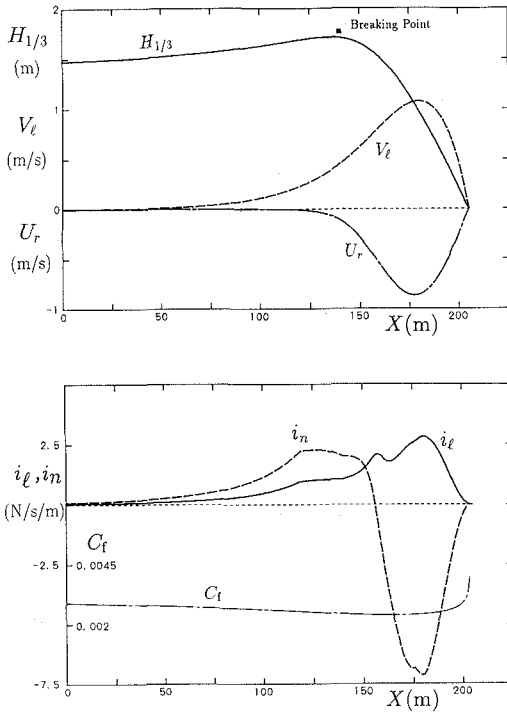 2
H1/3
(m)
H1/3
Breaking Point
1
Vℓ
(m/s)
Vℓ
0
Ur
(m/s)
Ur
-1
0 50 100 150 X(m) 200
2.5
in
iℓ
iℓ,in
(N/s/m)
Cf
-2.5
0.0045
Cf
0.002
-7.5
0 50 100 150 X(m) 200